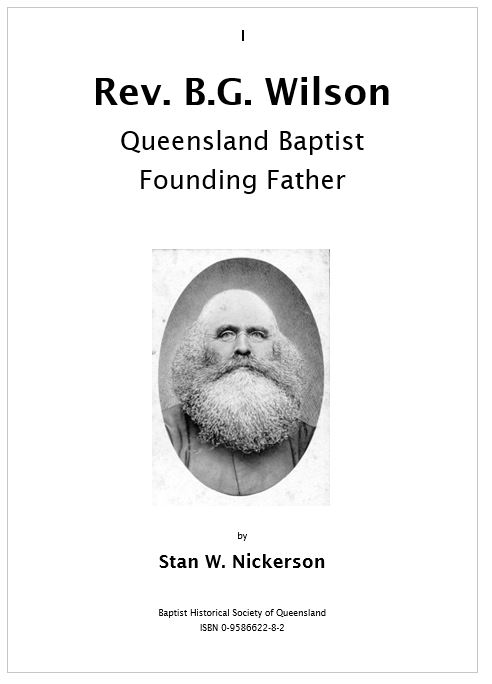 I
Rev. B.G. Wilson
Queensland Baptist
Founding Father
by
Stan W. Nickerson
Baptist Historical Society of Queensland
ISBN 0-9586622-8-2